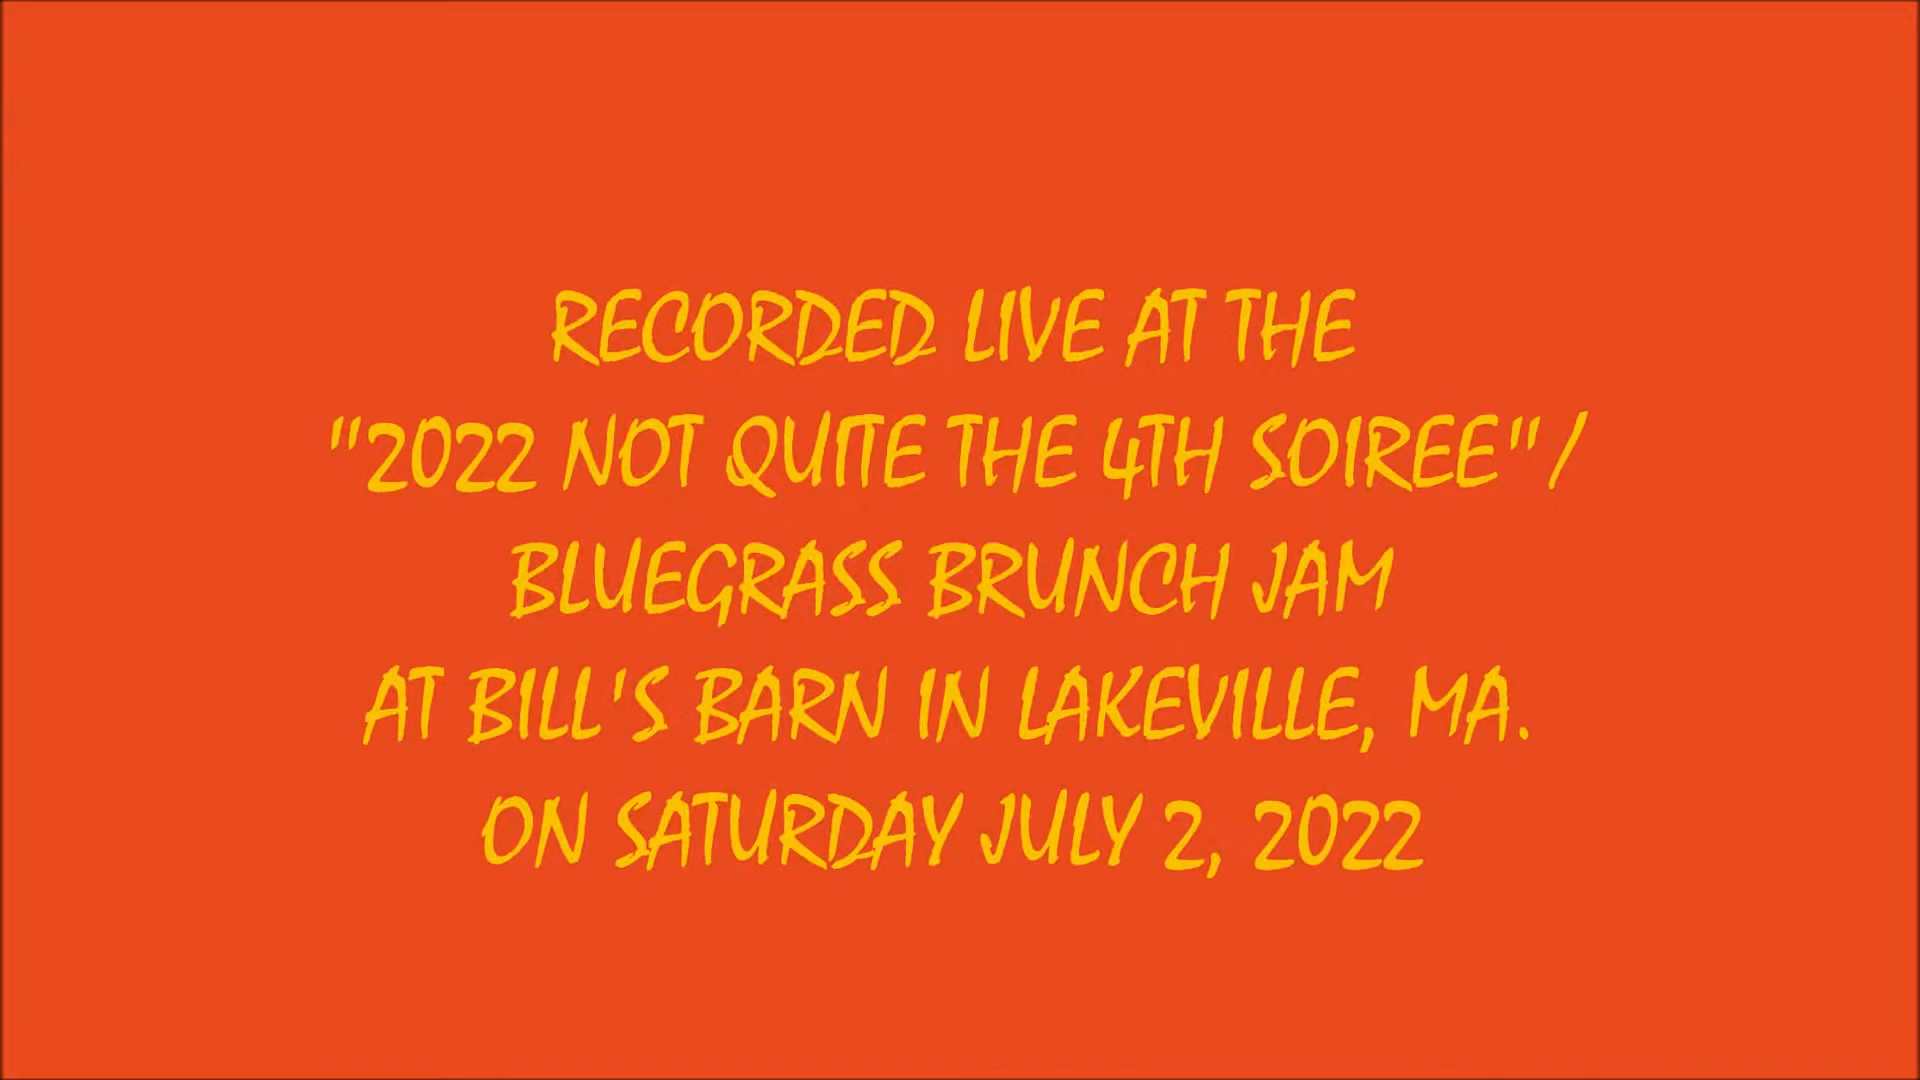 RECORDED LIVE AT THE
"2022 NOT QUITE THE 4TH SOIREE" /
BLUEGRASS BRUNCH JAM
AT BILL'S BARN IN LAKEVILLE, MA.
ON SATURDAY JULY 2, 2022